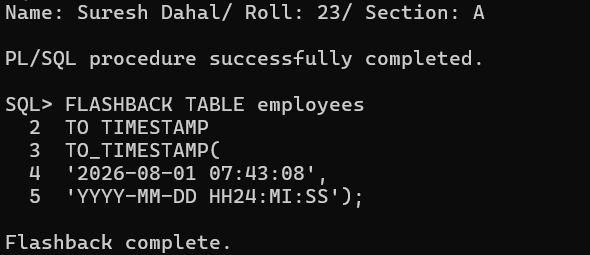 Name: Suresh Dahal/ Roll: 23/ Section: A
PL/SQL procedure successfully completed.
SQL> FLASHBACK TABLE employees
2 TO TIMESTAMP
3 TO_TIMESTAMP(
4 '2026-08-01 07:43:08',
5 'YYYY-MM-DD HH24:MI:SS');
Flashback complete.